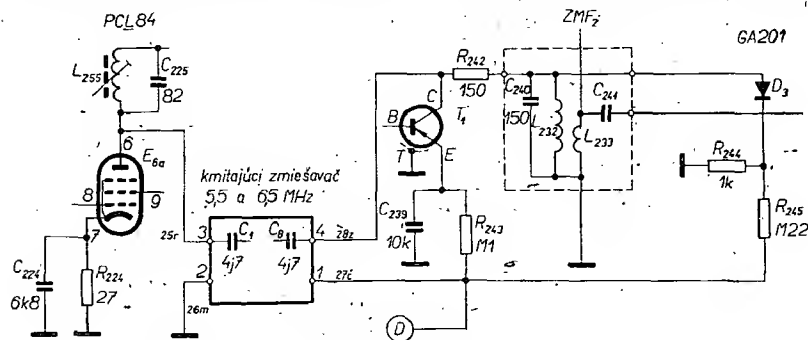 PCL84
ZMF₂
GA201
L₂₅₅
C₂₂₅
82
R₂₄₂
150
C₂₄₀
150
L₂₃₂
C₂₄₁
L₂₃₃
D₃
C
B
T₁
T
E
6
E₆ₐ
8
9
7
kmitajúci zmiešavač
5,5 a 6,5 MHz
R₂₄₄
1k
R₂₄₅
M22
C₂₃₉
10k
R₂₄₃
M1
25r
3
C₁
4j7
C₈
4j7
4
28z
C₂₂₄
6k8
R₂₂₄
27
2
26m
1
27č
D